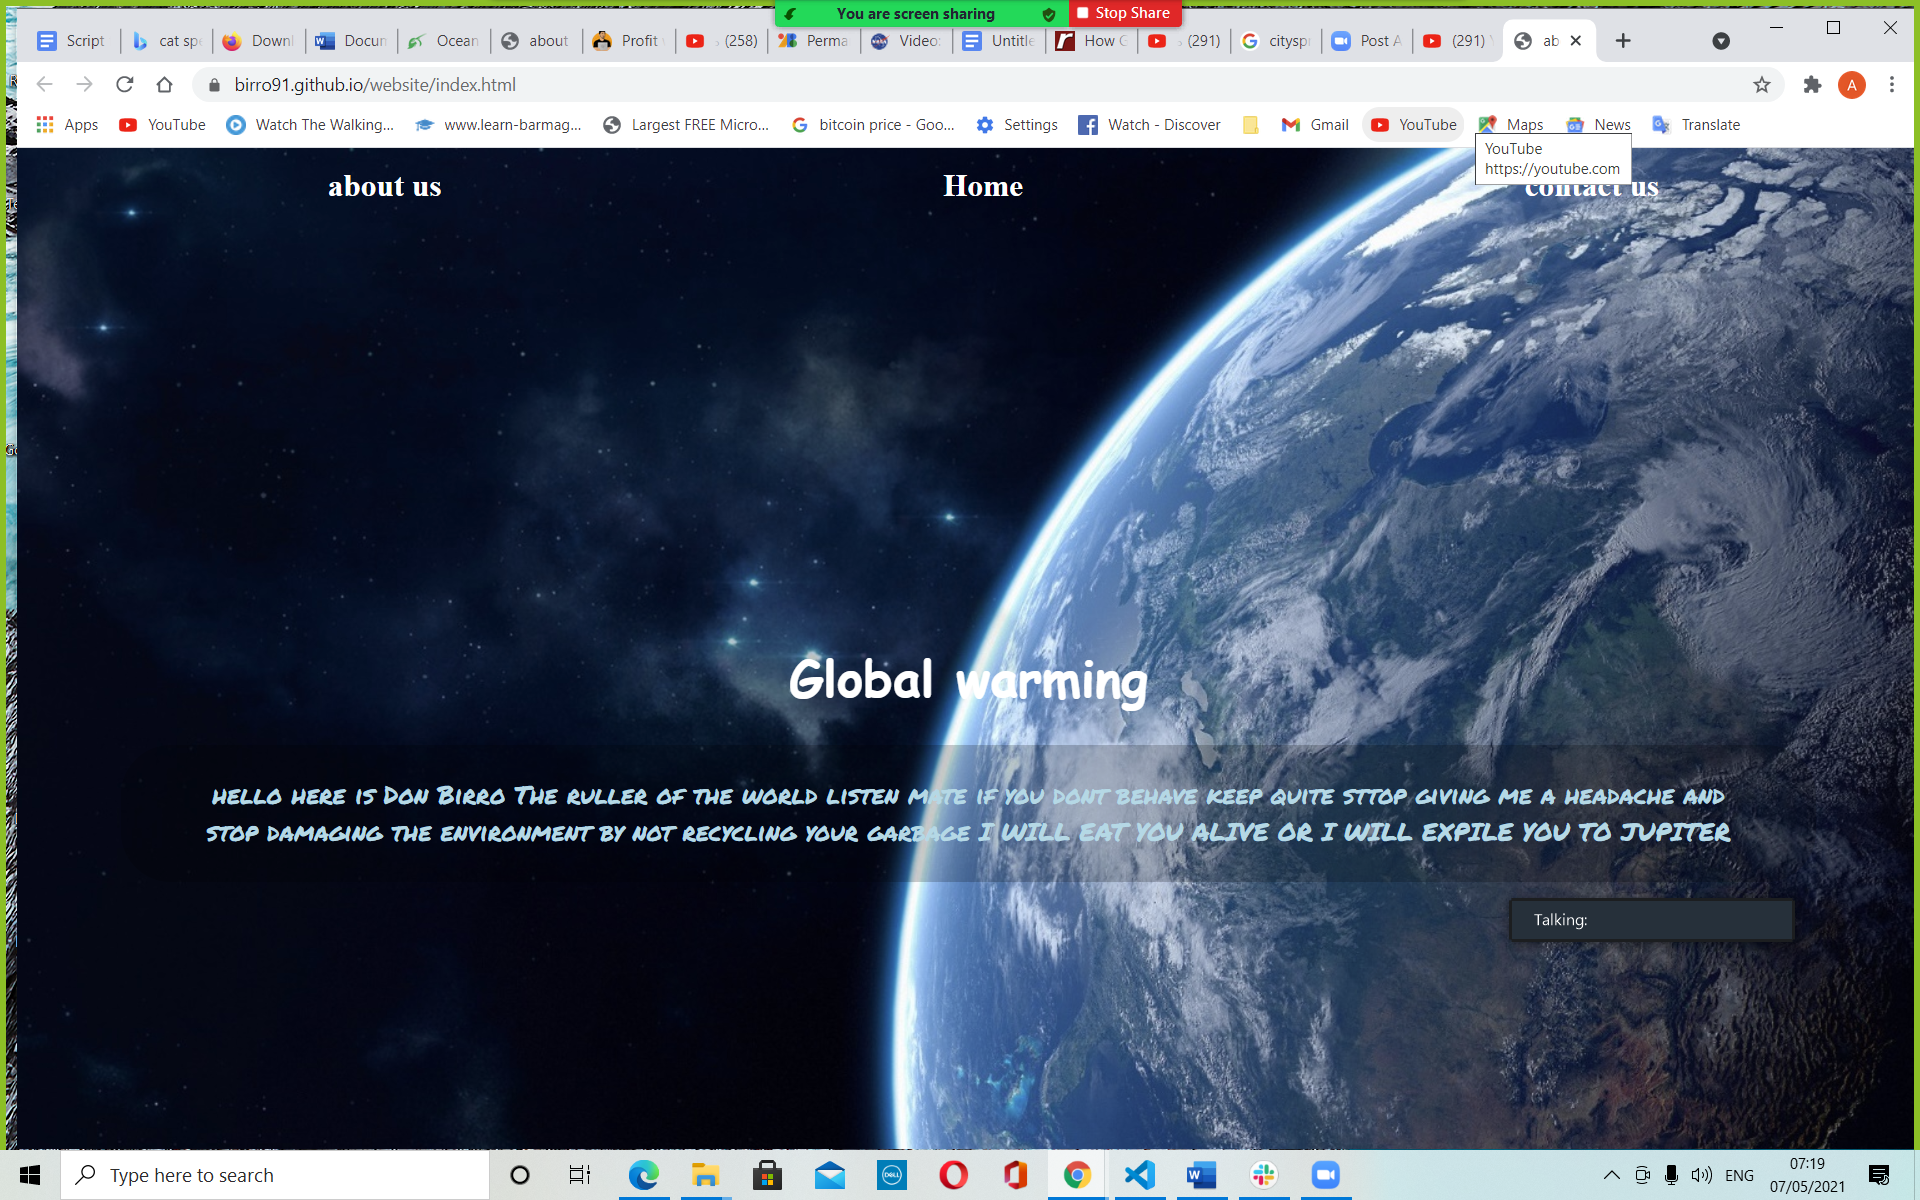 You are screen sharing Stop Share
Script cat spe Downl Docum Ocean about Profit (258) Perma Video: Untitle How G (291) cityspr Post A (291) Y ab
birro91.github.io/website/index.html A
Apps YouTube Watch The Walking... www.learn-barmag... Largest FREE Micro... bitcoin price - Goo... Settings Watch - Discover Gmail YouTube Maps News Translate
YouTube
https://youtube.com
about us Home contact us
Global warming
hello here is Don Birro The ruller of the world listen mate if you dont behave keep quite sttop giving me a headache and
stop damaging the environment by not recycling your garbage I WILL EAT YOU ALIVE OR I WILL EXPILE YOU TO JUPITER
Talking:
Type here to search DELL ENG 07:19
07/05/2021